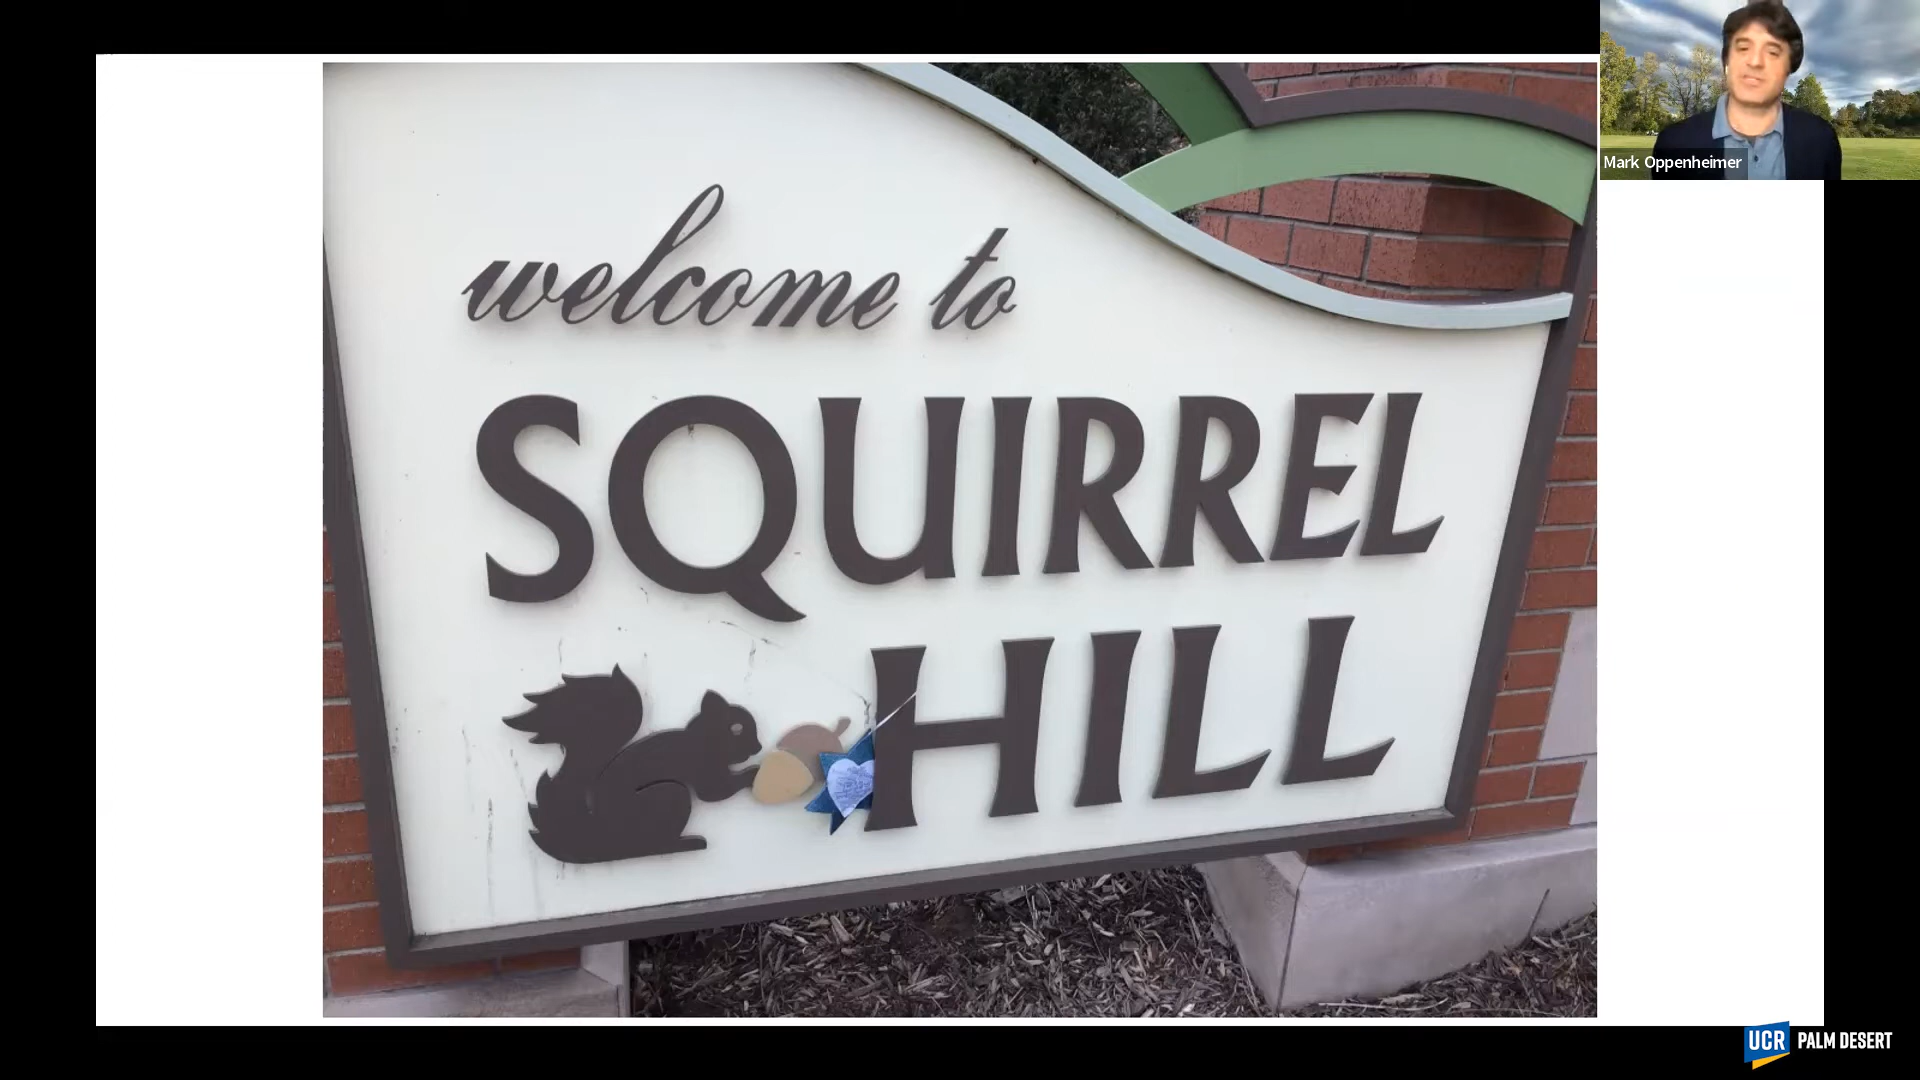 Mark Oppenheimer
welcome to
SQUIRREL
HILL
UCR PALM DESERT